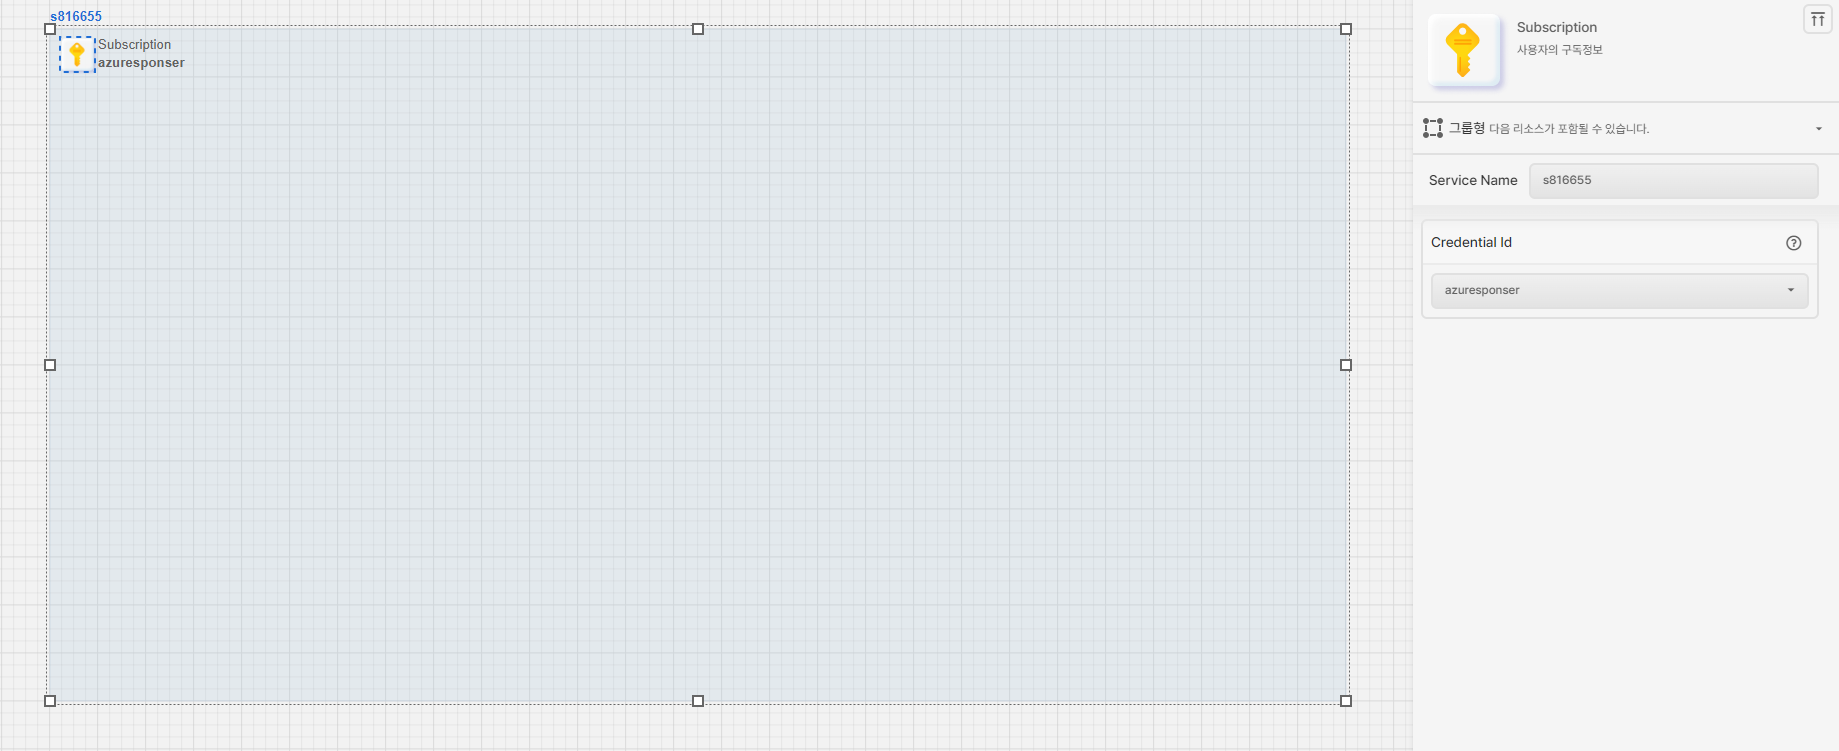 s816655
Subscription
azuresponser
Subscription
사용자의 구독정보
그룹형 다음 리소스가 포함될 수 있습니다.
Service Name
s816655
Credential Id
azuresponser